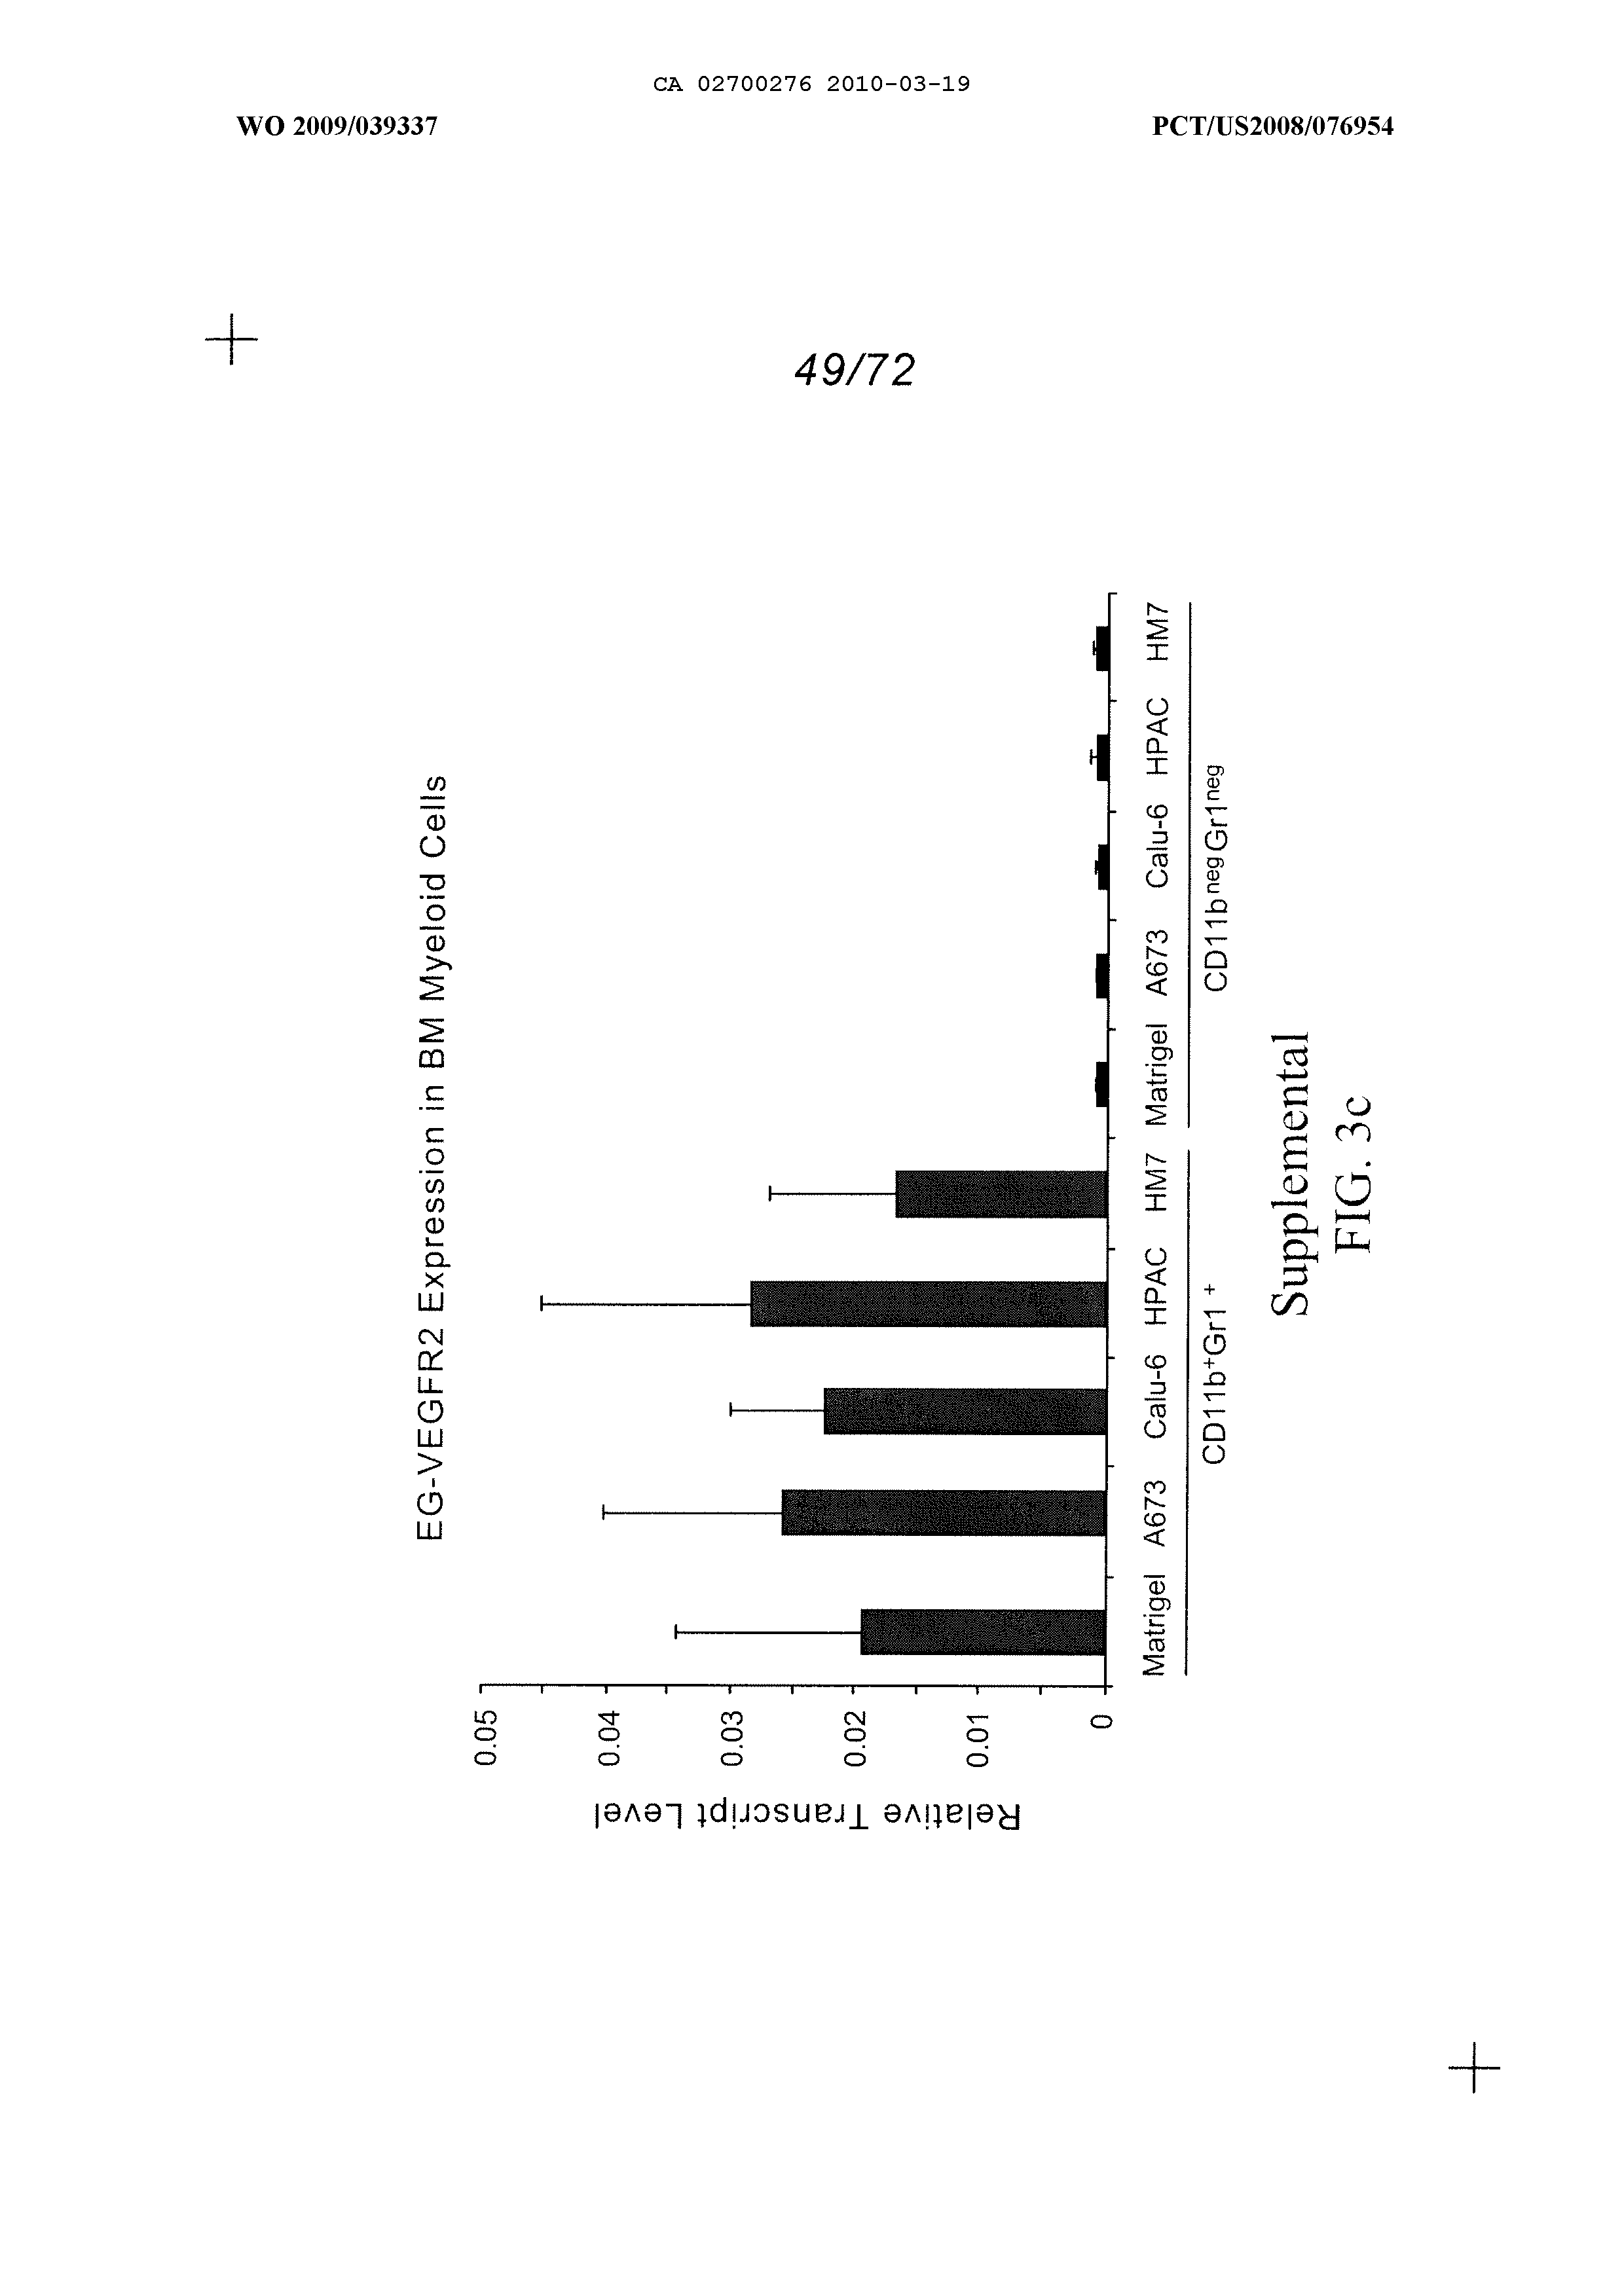 CA 02700276 2010-03-19
WO 2009/039337 PCT/US2008/076954
49/72
EG-VEGFR2 Expression in BM Myeloid Cells
Relative Transcript Level
0.05
0.04
0.03
0.02
0.01
0
Matrigel A673 Calu-6 HPAC HM7 Matrigel A673 Calu-6 HPAC HM7
CD11b⁺Gr1⁺ CD11bⁿᵉᵍGr1ⁿᵉᵍ
Supplemental
FIG. 3c